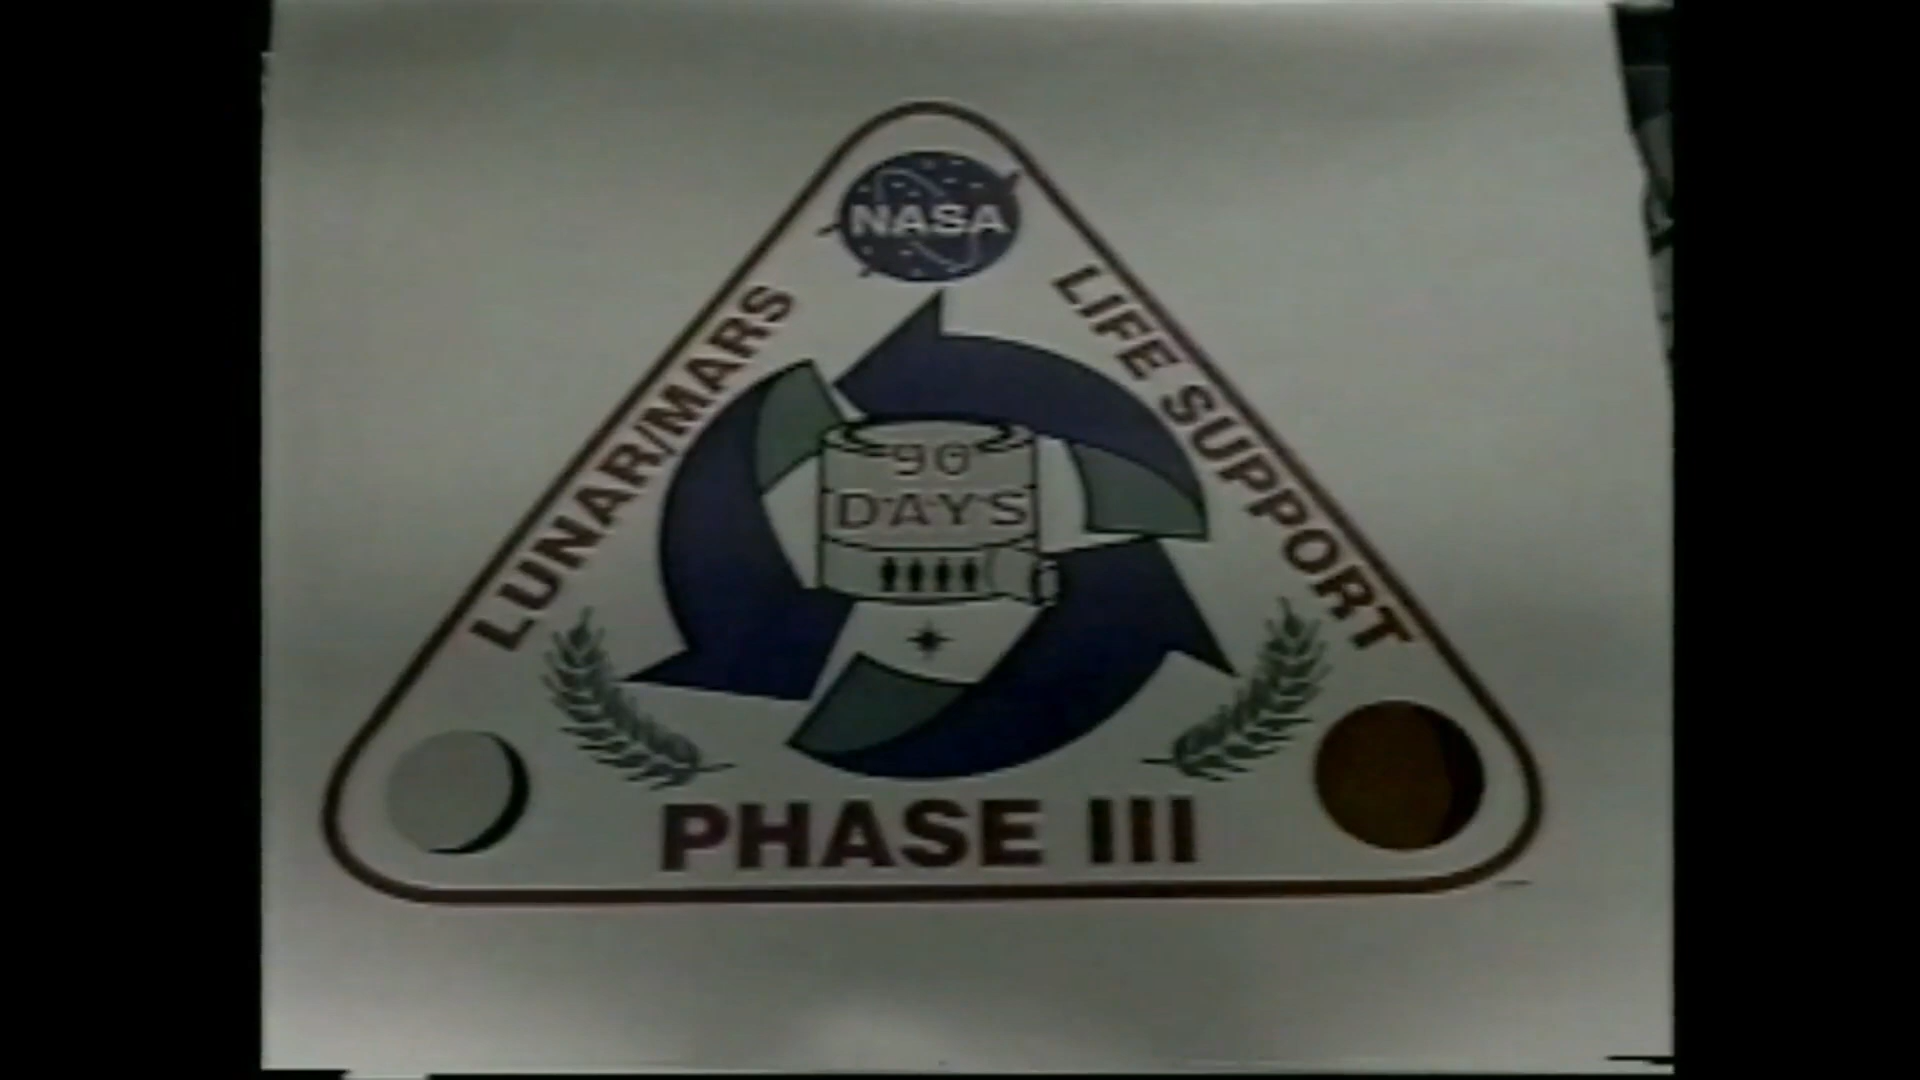 NASA
LUNAR/MARS
LIFE SUPPORT
90
DAYS
PHASE III